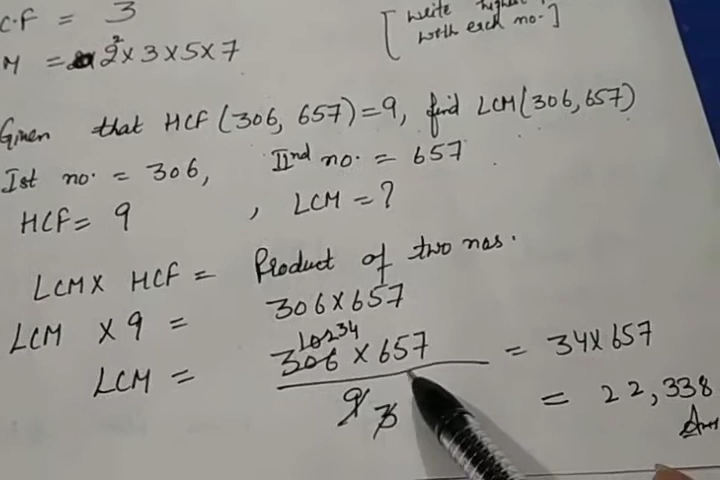 C.F = 3
[write highest
with each no.]
M = 2² × 3 × 5 × 7
Given that HCF (306, 657) = 9, find LCM (306, 657)
Ist no. = 306, IInd no. = 657.
HCF = 9 , LCM = ?
LCM × HCF = Product of two nos.
LCM × 9 = 306 × 657
102 34
LCM = 306 × 657 = 34 × 657
9 3 = 22,338
Ans